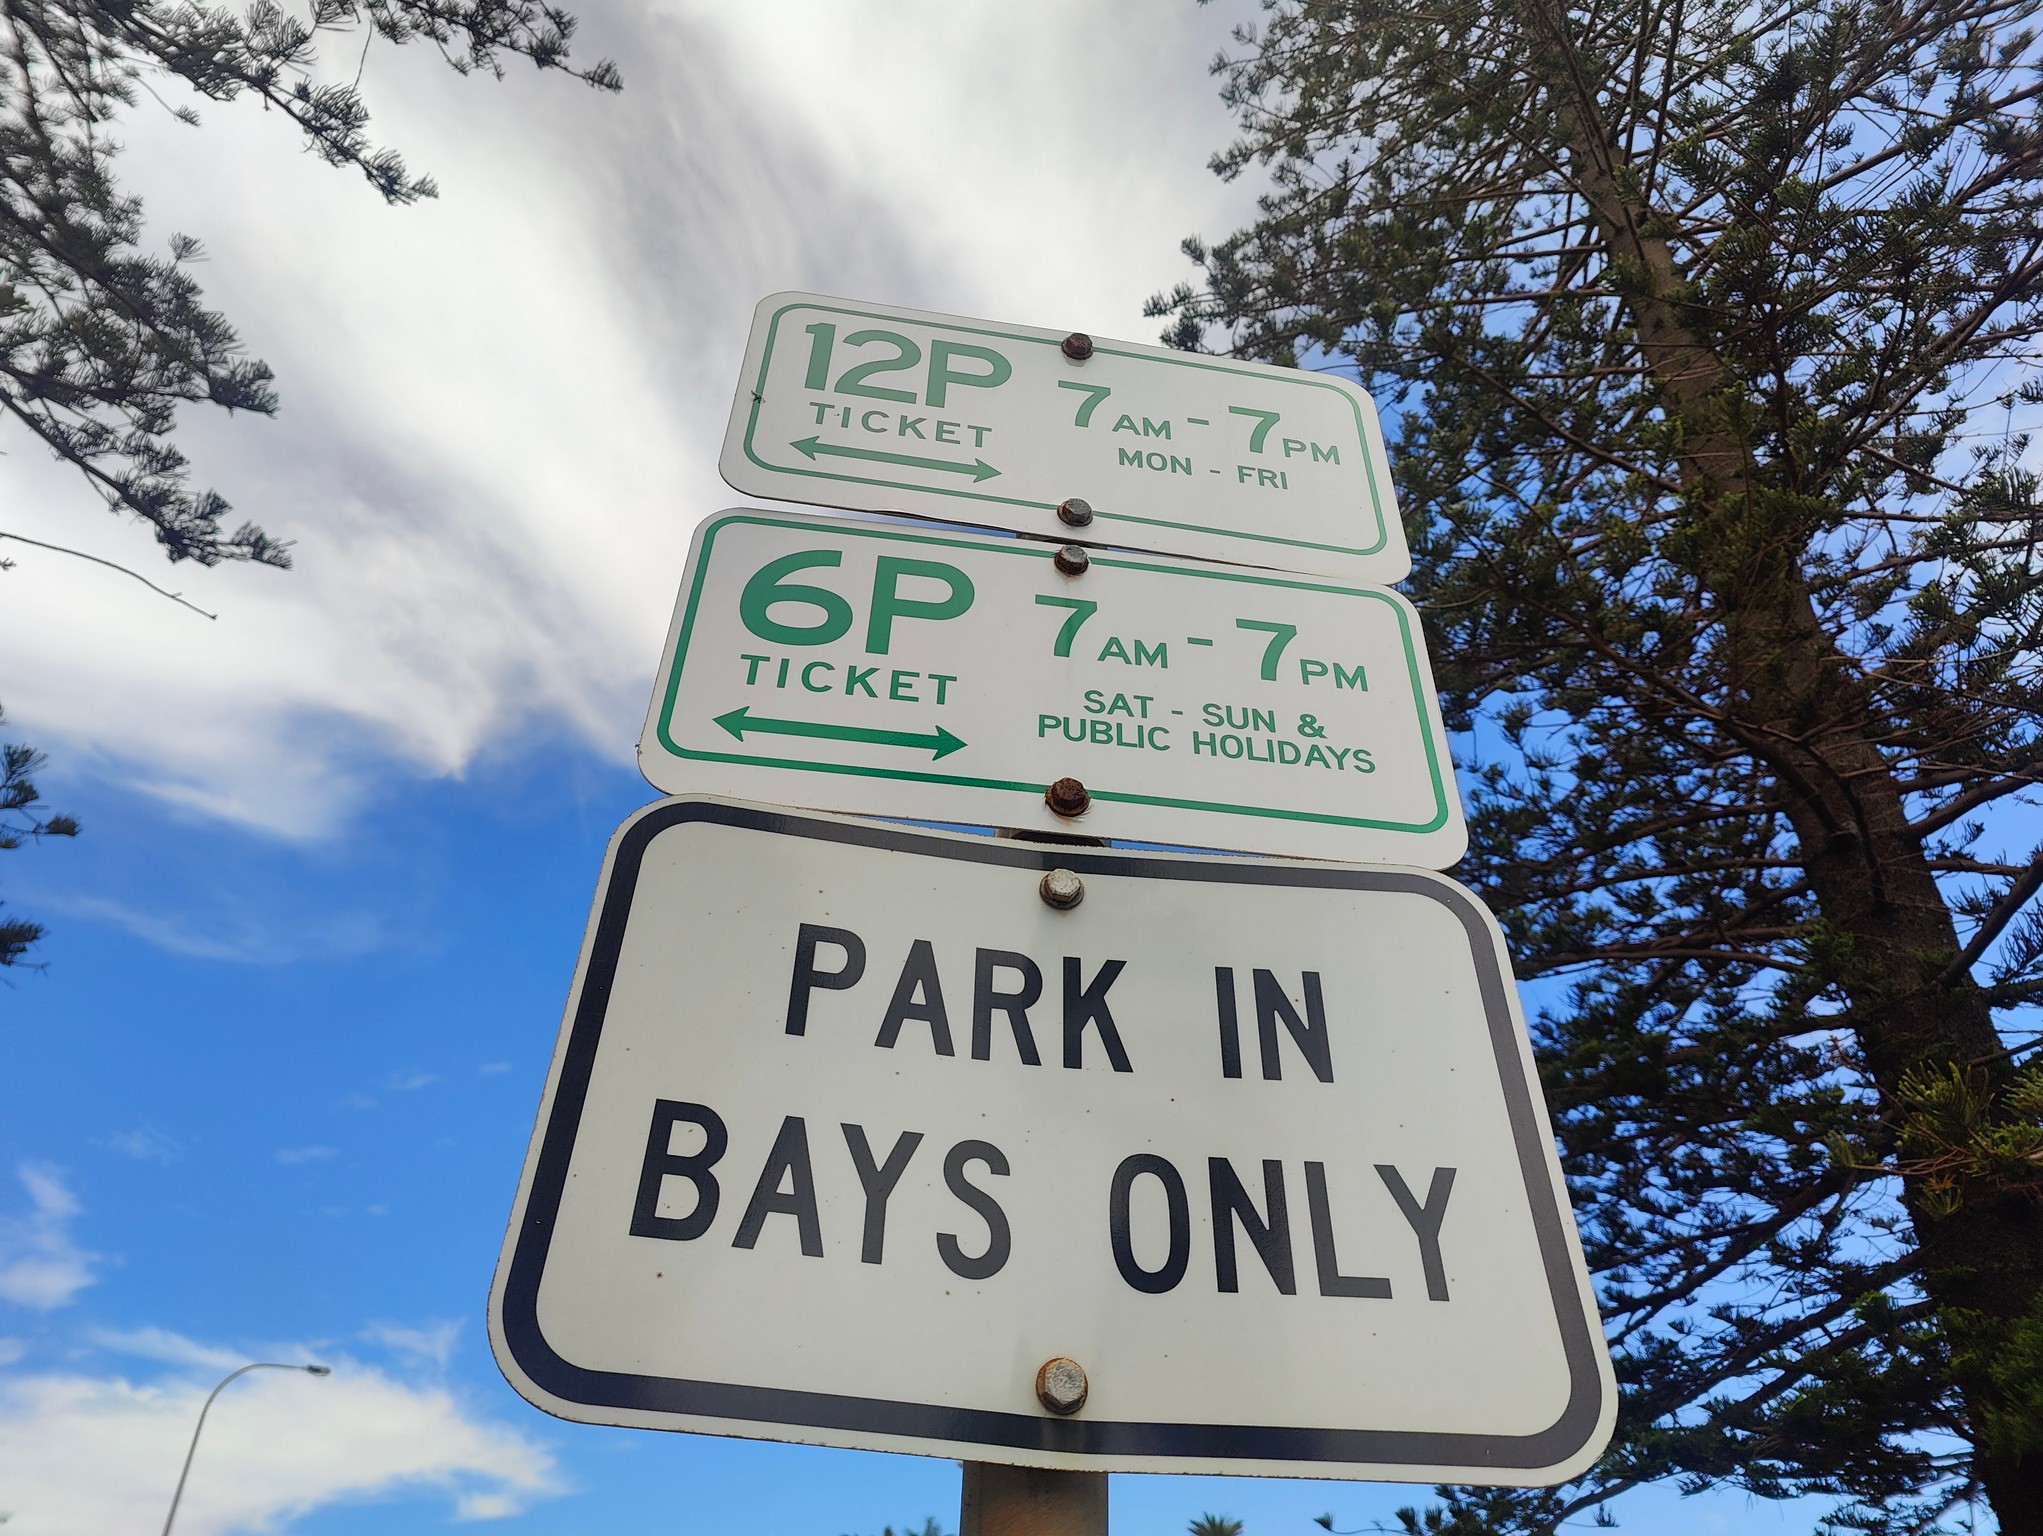 12P 7AM - 7PM
TICKET MON - FRI
6P 7AM - 7PM
TICKET SAT - SUN &
PUBLIC HOLIDAYS
PARK IN
BAYS ONLY